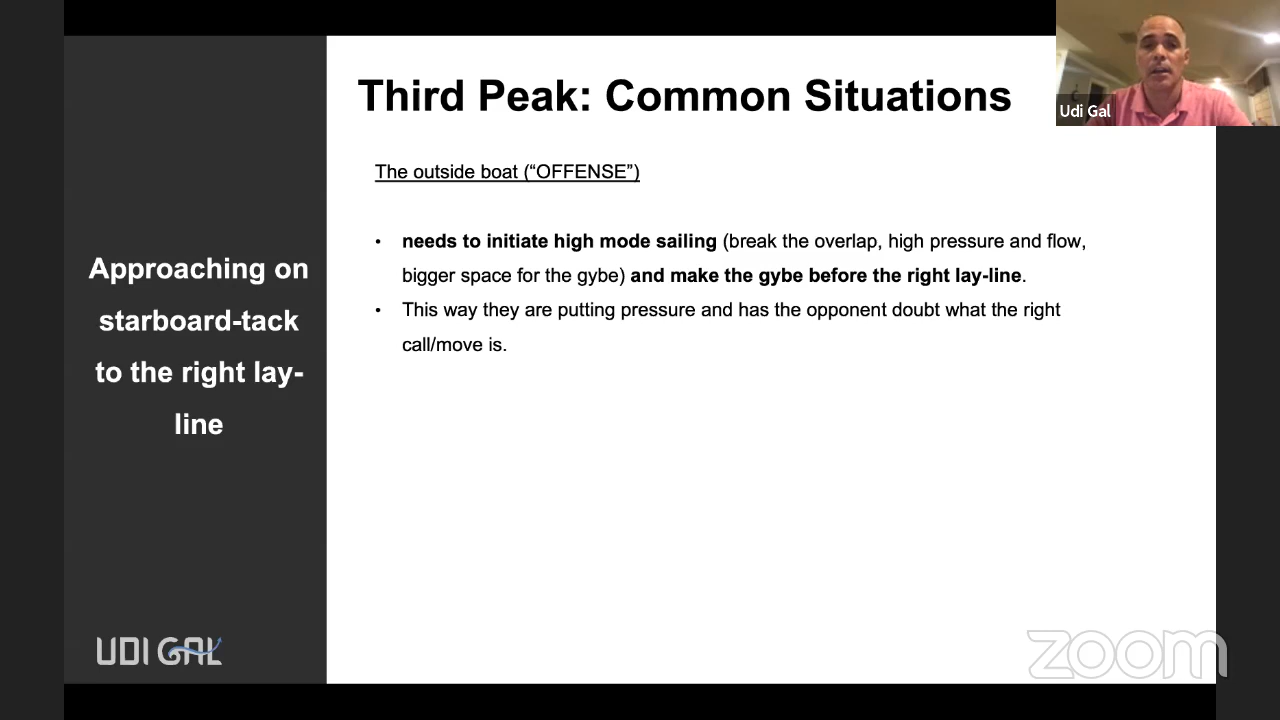 Third Peak: Common Situations
Udi Gal
The outside boat (“OFFENSE”)
• needs to initiate high mode sailing (break the overlap, high pressure and flow,
bigger space for the gybe) and make the gybe before the right lay-line.
• This way they are putting pressure and has the opponent doubt what the right
call/move is.
Approaching on
starboard-tack
to the right lay-
line
UDI GAL
zoom